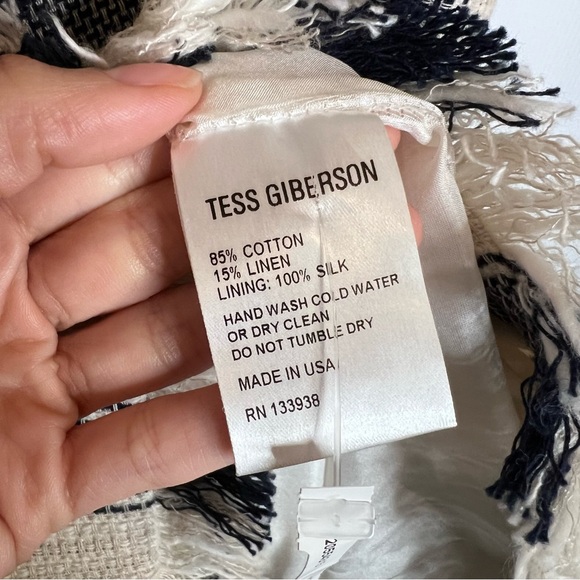 TESS GIBERSON
85% COTTON
15% LINEN
LINING: 100% SILK
HAND WASH COLD WATER
OR DRY CLEAN
DO NOT TUMBLE DRY
MADE IN USA
RN 133938